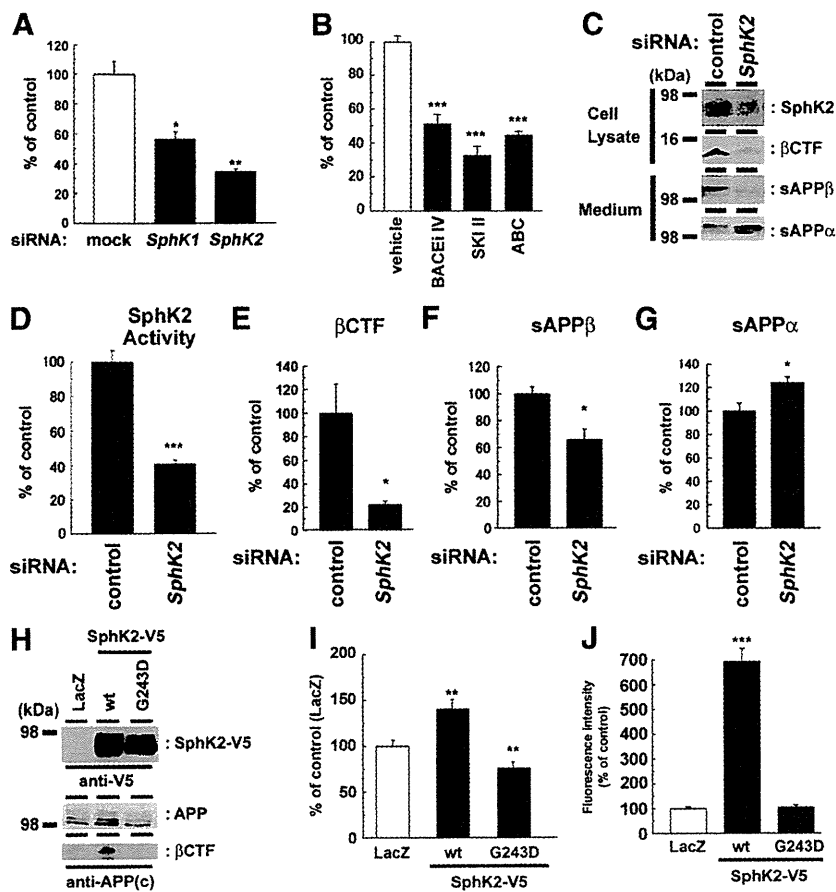 A
% of control
120
100
80
60
40
20
0
*
**
siRNA: mock SphK1 SphK2
B
% of control
100
80
60
40
20
0
***
***
***
vehicle
BACEi IV
SKI II
ABC
C
siRNA: control SphK2
(kDa)
Cell Lysate
98 : SphK2
16 : βCTF
Medium
98 : sAPPβ
98 : sAPPα
D
SphK2
Activity
% of control
100
80
60
40
20
0
***
siRNA: control SphK2
E
βCTF
% of control
140
120
100
80
60
40
20
0
*
siRNA: control SphK2
F
sAPPβ
% of control
120
100
80
60
40
20
0
*
siRNA: control SphK2
G
sAPPα
% of control
140
120
100
80
60
40
20
0
*
siRNA: control SphK2
H
SphK2-V5
LacZ wt G243D
(kDa)
98 : SphK2-V5
anti-V5
98 : APP
: βCTF
anti-APP(c)
I
% of control (LacZ)
200
150
100
50
0
**
**
LacZ wt G243D
SphK2-V5
J
Fluorescence intensity
(% of control)
700
600
500
400
300
200
100
0
***
LacZ wt G243D
SphK2-V5